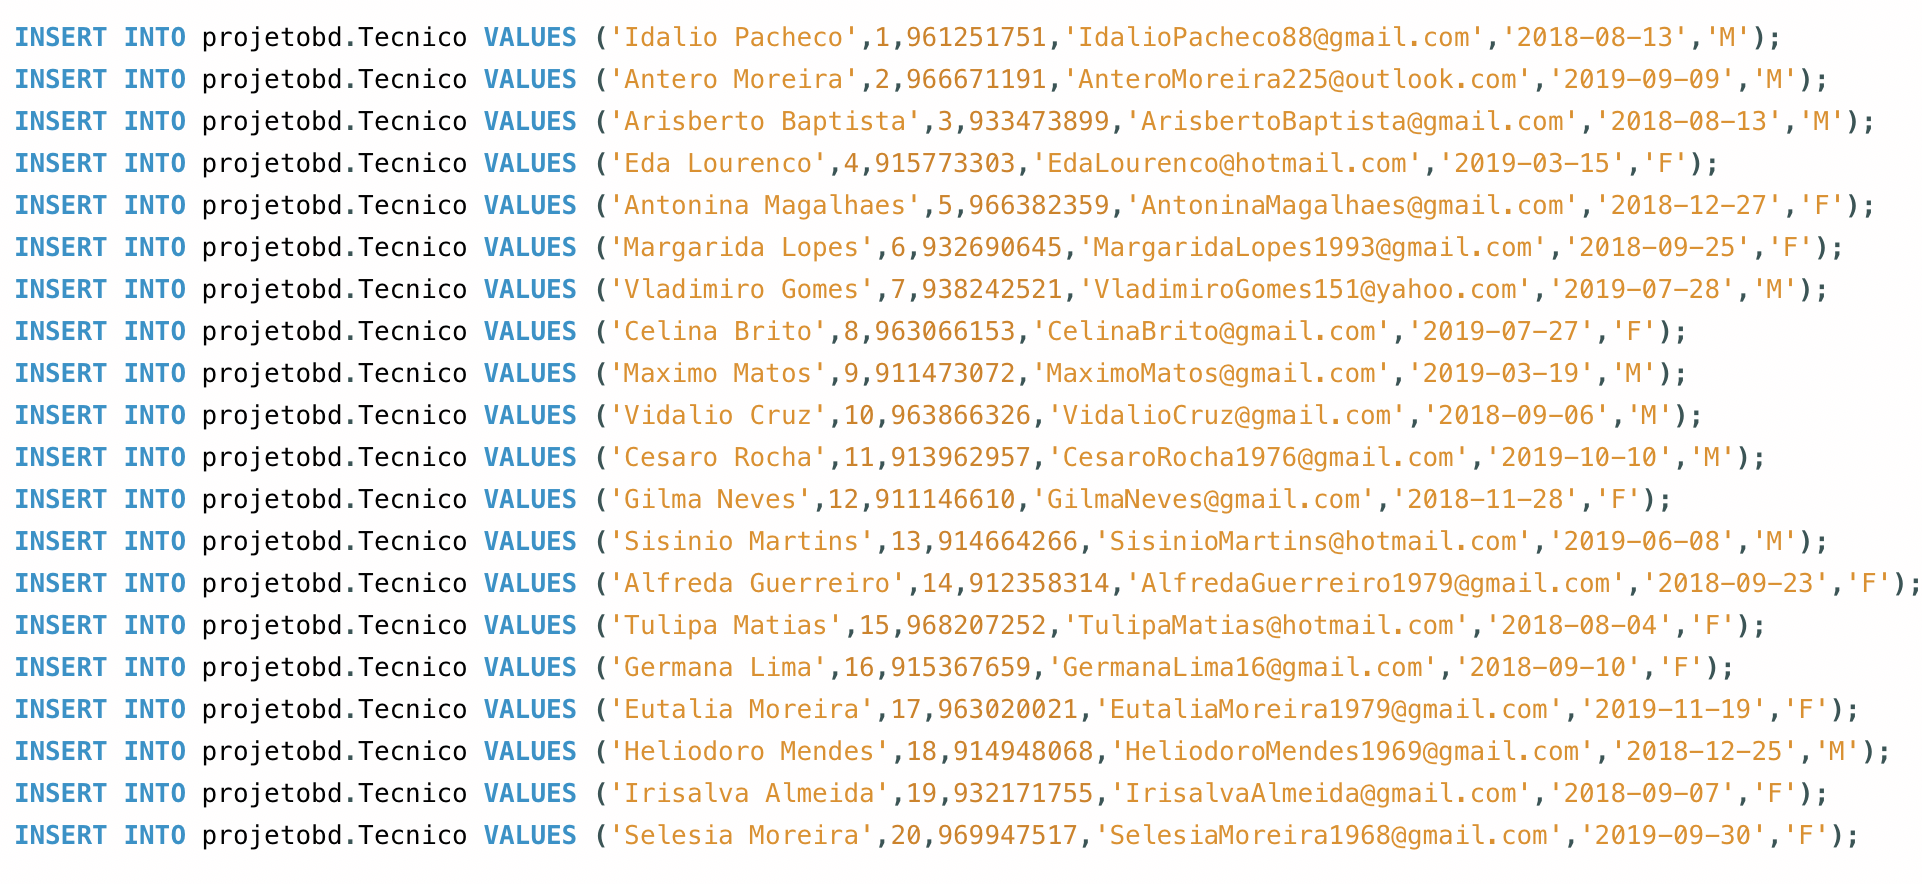 INSERT INTO projetobd.Tecnico VALUES ('Idalio Pacheco',1,961251751,'IdalioPacheco88@gmail.com','2018-08-13','M');
INSERT INTO projetobd.Tecnico VALUES ('Antero Moreira',2,966671191,'AnteroMoreira225@outlook.com','2019-09-09','M');
INSERT INTO projetobd.Tecnico VALUES ('Arisberto Baptista',3,933473899,'ArisbertoBaptista@gmail.com','2018-08-13','M');
INSERT INTO projetobd.Tecnico VALUES ('Eda Lourenco',4,915773303,'EdaLourenco@hotmail.com','2019-03-15','F');
INSERT INTO projetobd.Tecnico VALUES ('Antonina Magalhaes',5,966382359,'AntoninaMagalhaes@gmail.com','2018-12-27','F');
INSERT INTO projetobd.Tecnico VALUES ('Margarida Lopes',6,932690645,'MargaridaLopes1993@gmail.com','2018-09-25','F');
INSERT INTO projetobd.Tecnico VALUES ('Vladimiro Gomes',7,938242521,'VladimiroGomes151@yahoo.com','2019-07-28','M');
INSERT INTO projetobd.Tecnico VALUES ('Celina Brito',8,963066153,'CelinaBrito@gmail.com','2019-07-27','F');
INSERT INTO projetobd.Tecnico VALUES ('Maximo Matos',9,911473072,'MaximoMatos@gmail.com','2019-03-19','M');
INSERT INTO projetobd.Tecnico VALUES ('Vidalio Cruz',10,963866326,'VidalioCruz@gmail.com','2018-09-06','M');
INSERT INTO projetobd.Tecnico VALUES ('Cesaro Rocha',11,913962957,'CesaroRocha1976@gmail.com','2019-10-10','M');
INSERT INTO projetobd.Tecnico VALUES ('Gilma Neves',12,911146610,'GilmaNeves@gmail.com','2018-11-28','F');
INSERT INTO projetobd.Tecnico VALUES ('Sisinio Martins',13,914664266,'SisinioMartins@hotmail.com','2019-06-08','M');
INSERT INTO projetobd.Tecnico VALUES ('Alfreda Guerreiro',14,912358314,'AlfredaGuerreiro1979@gmail.com','2018-09-23','F');
INSERT INTO projetobd.Tecnico VALUES ('Tulipa Matias',15,968207252,'TulipaMatias@hotmail.com','2018-08-04','F');
INSERT INTO projetobd.Tecnico VALUES ('Germana Lima',16,915367659,'GermanaLima16@gmail.com','2018-09-10','F');
INSERT INTO projetobd.Tecnico VALUES ('Eutalia Moreira',17,963020021,'EutaliaMoreira1979@gmail.com','2019-11-19','F');
INSERT INTO projetobd.Tecnico VALUES ('Heliodoro Mendes',18,914948068,'HeliodoroMendes1969@gmail.com','2018-12-25','M');
INSERT INTO projetobd.Tecnico VALUES ('Irisalva Almeida',19,932171755,'IrisalvaAlmeida@gmail.com','2018-09-07','F');
INSERT INTO projetobd.Tecnico VALUES ('Selesia Moreira',20,969947517,'SelesiaMoreira1968@gmail.com','2019-09-30','F');